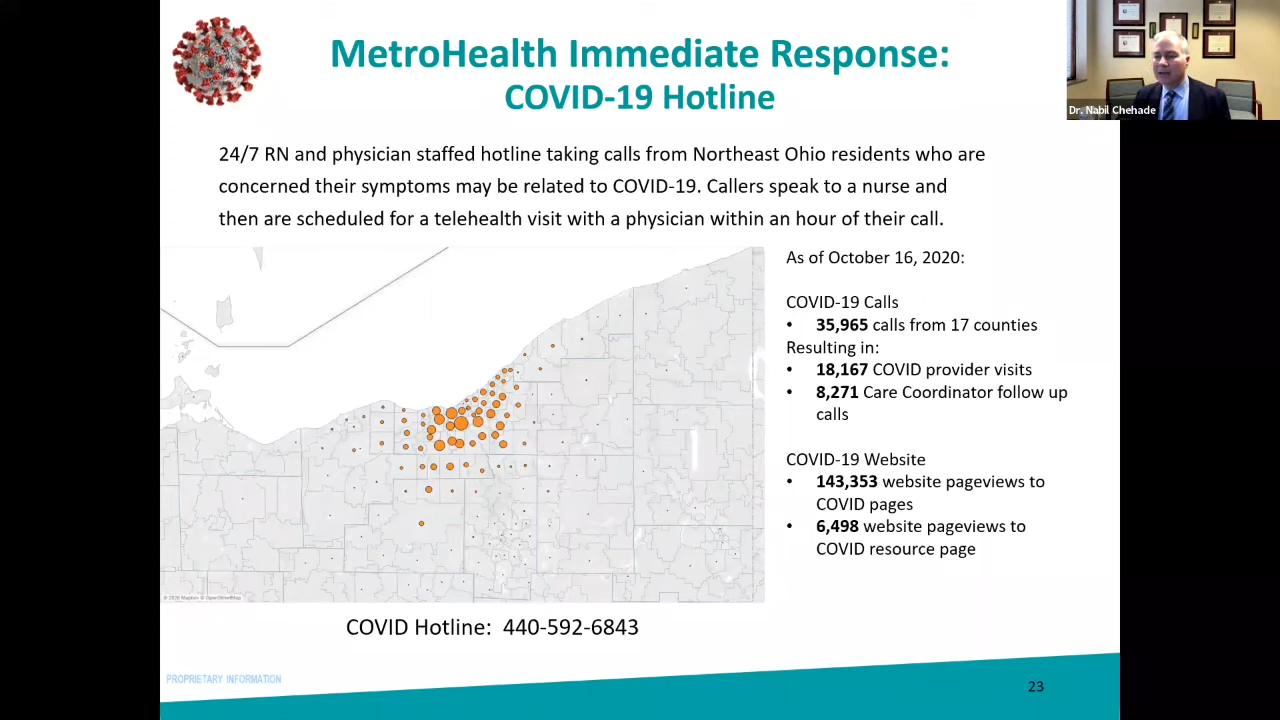 MetroHealth Immediate Response:
COVID-19 Hotline
Dr. Nabil Chehade
24/7 RN and physician staffed hotline taking calls from Northeast Ohio residents who are
concerned their symptoms may be related to COVID-19. Callers speak to a nurse and
then are scheduled for a telehealth visit with a physician within an hour of their call.
As of October 16, 2020:
COVID-19 Calls
• 35,965 calls from 17 counties
Resulting in:
• 18,167 COVID provider visits
• 8,271 Care Coordinator follow up
calls
COVID-19 Website
• 143,353 website pageviews to
COVID pages
• 6,498 website pageviews to
COVID resource page
© 2020 Mapbox © OpenStreetMap
COVID Hotline: 440-592-6843
PROPRIETARY INFORMATION
23